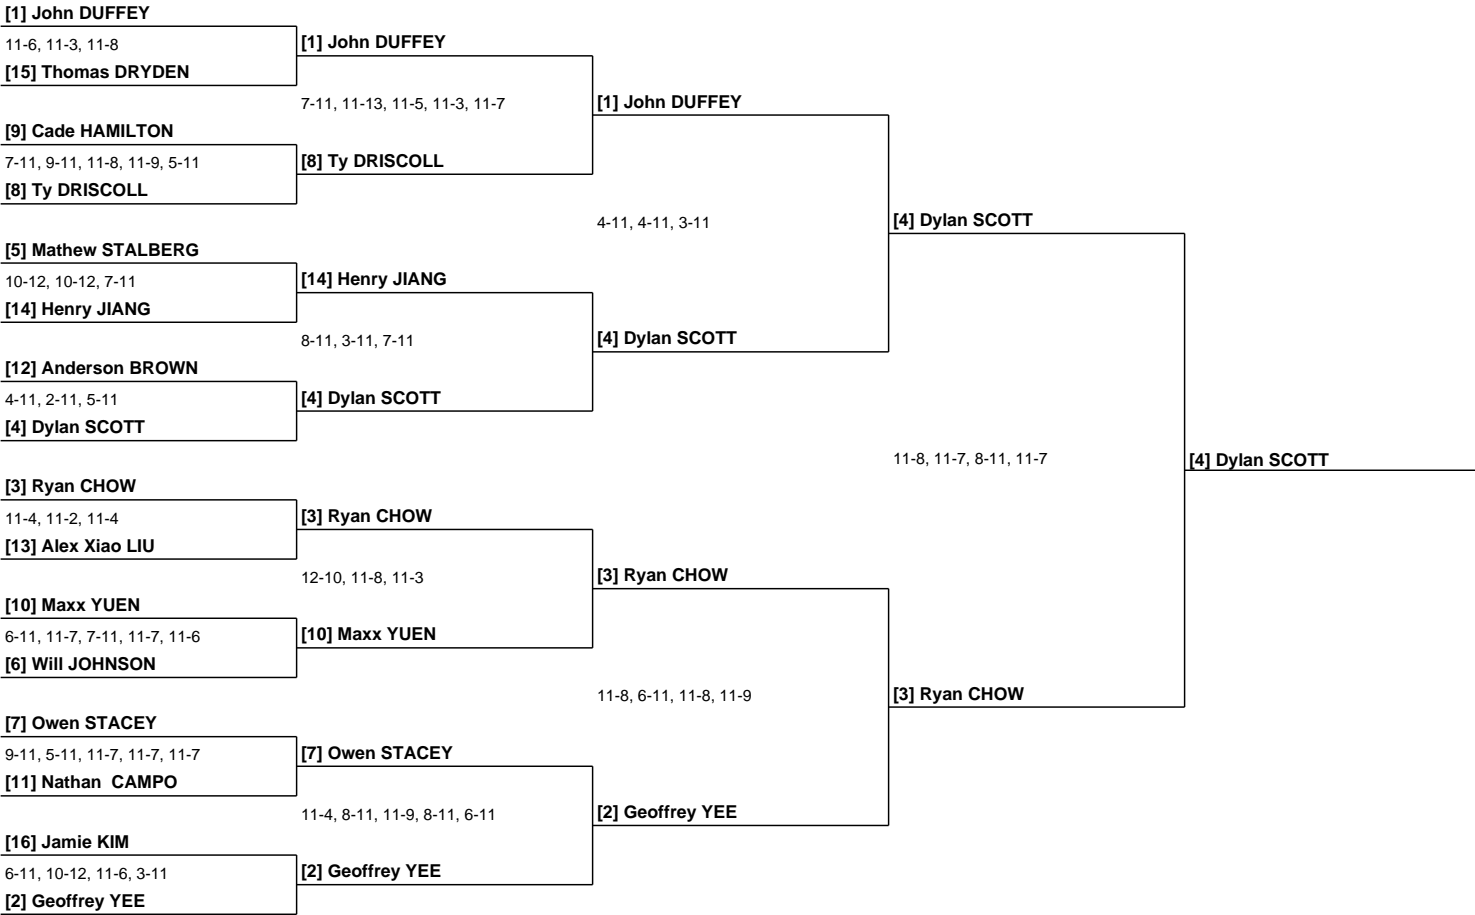 [1] John DUFFEY
11-6, 11-3, 11-8
[15] Thomas DRYDEN
[9] Cade HAMILTON
7-11, 9-11, 11-8, 11-9, 5-11
[8] Ty DRISCOLL
[5] Mathew STALBERG
10-12, 10-12, 7-11
[14] Henry JIANG
[12] Anderson BROWN
4-11, 2-11, 5-11
[4] Dylan SCOTT
[3] Ryan CHOW
11-4, 11-2, 11-4
[13] Alex Xiao LIU
[10] Maxx YUEN
6-11, 11-7, 7-11, 11-7, 11-6
[6] Will JOHNSON
[7] Owen STACEY
9-11, 5-11, 11-7, 11-7, 11-7
[11] Nathan  CAMPO
[16] Jamie KIM
6-11, 10-12, 11-6, 3-11
[2] Geoffrey YEE
[1] John DUFFEY
7-11, 11-13, 11-5, 11-3, 11-7
[8] Ty DRISCOLL
[14] Henry JIANG
8-11, 3-11, 7-11
[4] Dylan SCOTT
[3] Ryan CHOW
12-10, 11-8, 11-3
[10] Maxx YUEN
[7] Owen STACEY
11-4, 8-11, 11-9, 8-11, 6-11
[2] Geoffrey YEE
[1] John DUFFEY
4-11, 4-11, 3-11
[4] Dylan SCOTT
[3] Ryan CHOW
11-8, 6-11, 11-8, 11-9
[2] Geoffrey YEE
[4] Dylan SCOTT
11-8, 11-7, 8-11, 11-7
[3] Ryan CHOW
[4] Dylan SCOTT